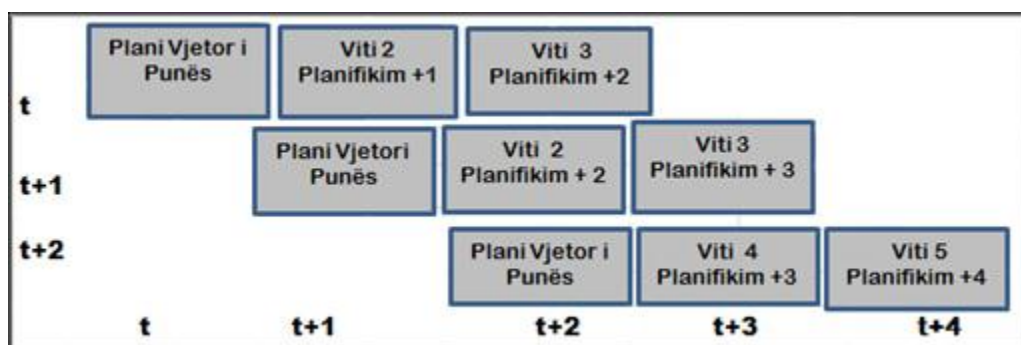 Plani Vjetor i
Punës
Viti 2
Planifikim +1
Viti 3
Planifikim +2
t
Plani Vjetori
Punës
Viti 2
Planifikim + 2
Viti 3
Planifikim + 3
t+1
Plani Vjetor i
Punës
Viti 4
Planifikim +3
Viti 5
Planifikim +4
t+2
t
t+1
t+2
t+3
t+4